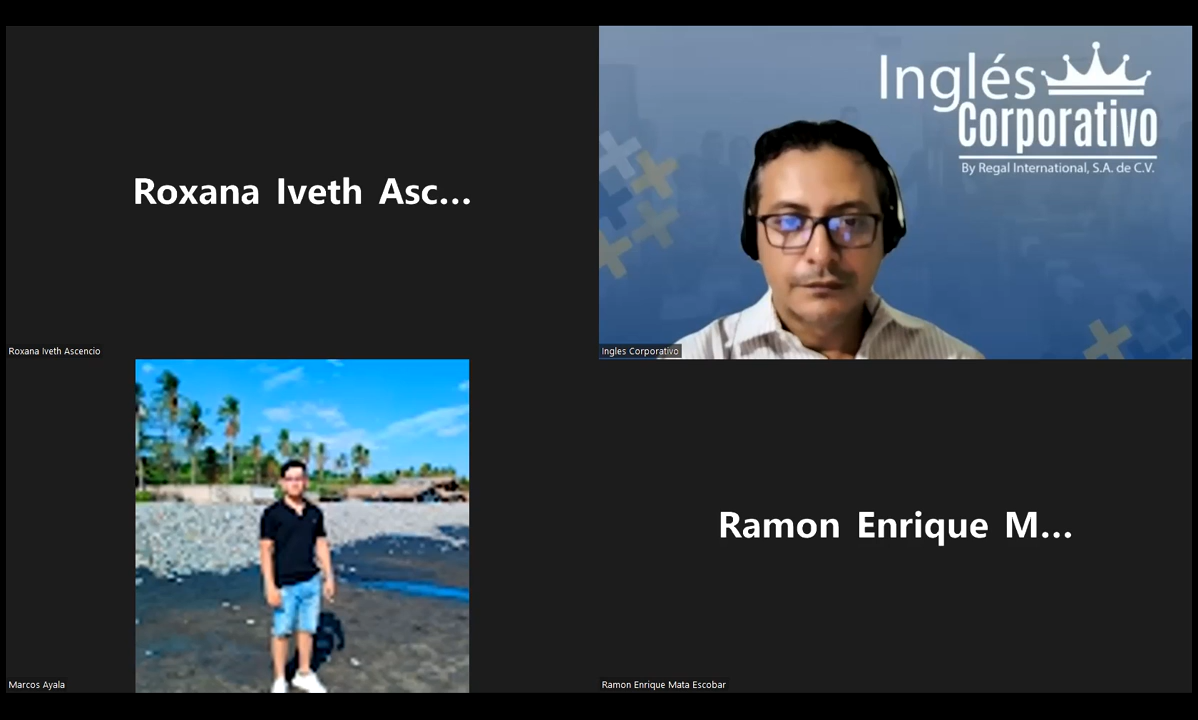 Roxana Iveth Asc...
Roxana Iveth Ascencio
Inglés
Corporativo
By Regal International, S.A. de C.V.
Ingles Corporativo
Marcos Ayala
Ramon Enrique M...
Ramon Enrique Mata Escobar